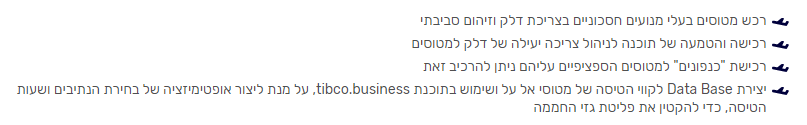 רכש מטוסים בעלי מנועים חסכוניים בצריכת דלק וזיהום סביבתי
רכישה והטמעה של תוכנה לניהול צריכה יעילה של דלק למטוסים
רכישת "כנפונים" למטוסים הספציפיים עליהם ניתן להרכיב זאת
יצירת Data Base לקווי הטיסה של מטוסי אל על ושימוש בתוכנת tibco.business, על מנת ליצור אופטימיזציה של בחירת הנתיבים ושעות
הטיסה, כדי להקטין את פליטת גזי החממה